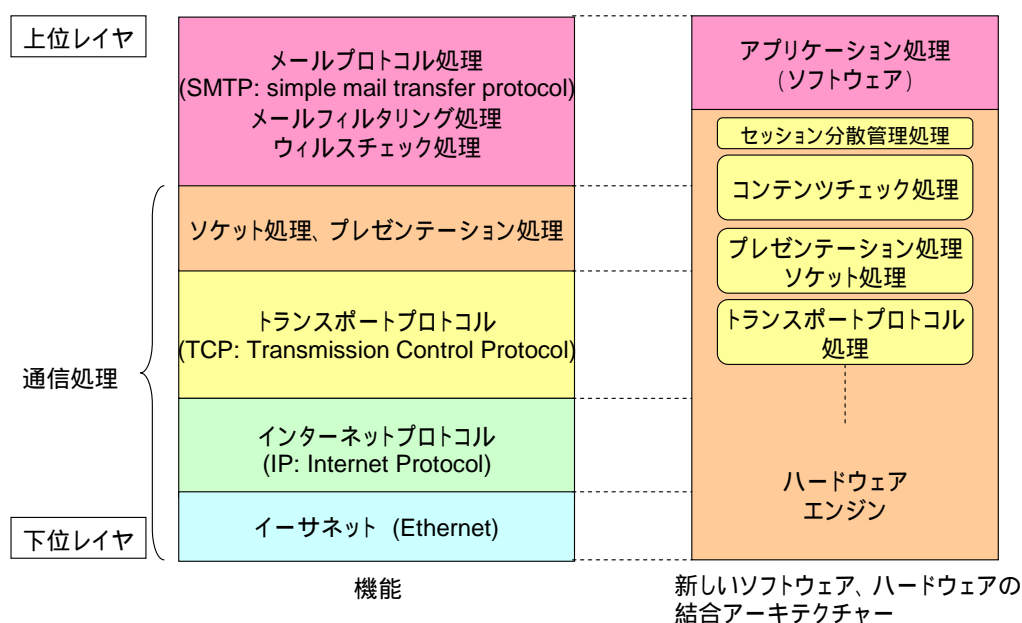 上位レイヤ
メールプロトコル処理
(SMTP: simple mail transfer protocol)
メールフィルタリング処理
ウィルスチェック処理
ソケット処理、プレゼンテーション処理
トランスポートプロトコル
(TCP: Transmission Control Protocol)
通信処理
インターネットプロトコル
(IP: Internet Protocol)
イーサネット (Ethernet)
下位レイヤ
機能
アプリケーション処理
(ソフトウェア)
セッション分散管理処理
コンテンツチェック処理
プレゼンテーション処理
ソケット処理
トランスポートプロトコル
処理
ハードウェア
エンジン
新しいソフトウェア、ハードウェアの
結合アーキテクチャー